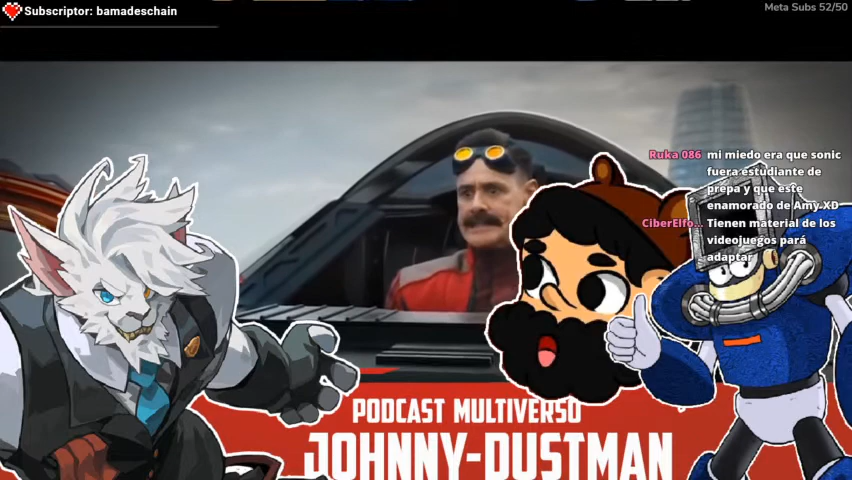 Subscriptor: bamadeschain
Meta Subs 52/50
Ruka 086 mi miedo era que sonic
fuera estudiante de
prepa y que este
enamorado de Amy.XD
CiberElfo... Tienen material de los
videojuegos pará
adaptar
PODCAST MULTIVERSO
JOHNNY-DUSTMAN